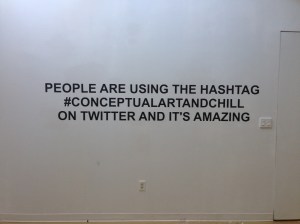 PEOPLE ARE USING THE HASHTAG
#CONCEPTUALARTANDCHILL
ON TWITTER AND IT'S AMAZING